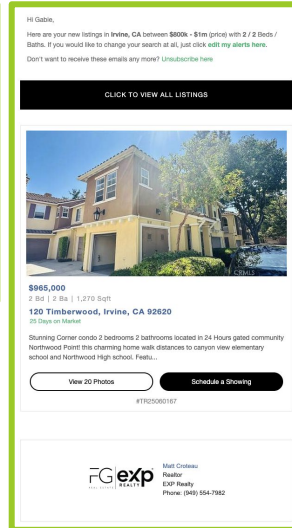 Hi Gabie,
Here are your new listings in Irvine, CA between $800k - $1m (price) with 2 / 2 Beds /
Baths. If you would like to change your search at all, just click edit my alerts here.
Don't want to receive these emails any more? Unsubscribe here
CLICK TO VIEW ALL LISTINGS
CRMLS
$965,000
2 Bd | 2 Ba | 1,270 Sqft
120 Timberwood, Irvine, CA 92620
25 Days on Market
Stunning Corner condo 2 bedrooms 2 bathrooms located in 24 Hours gated community
Northwood Point! this charming home walk distances to canyon view elementary
school and Northwood High school. Featu...
View 20 Photos
Schedule a Showing
#TR25060167
FG
REAL ESTATE
exp
REALTY
Matt Croteau
Realtor
EXP Realty
Phone: (949) 554-7982